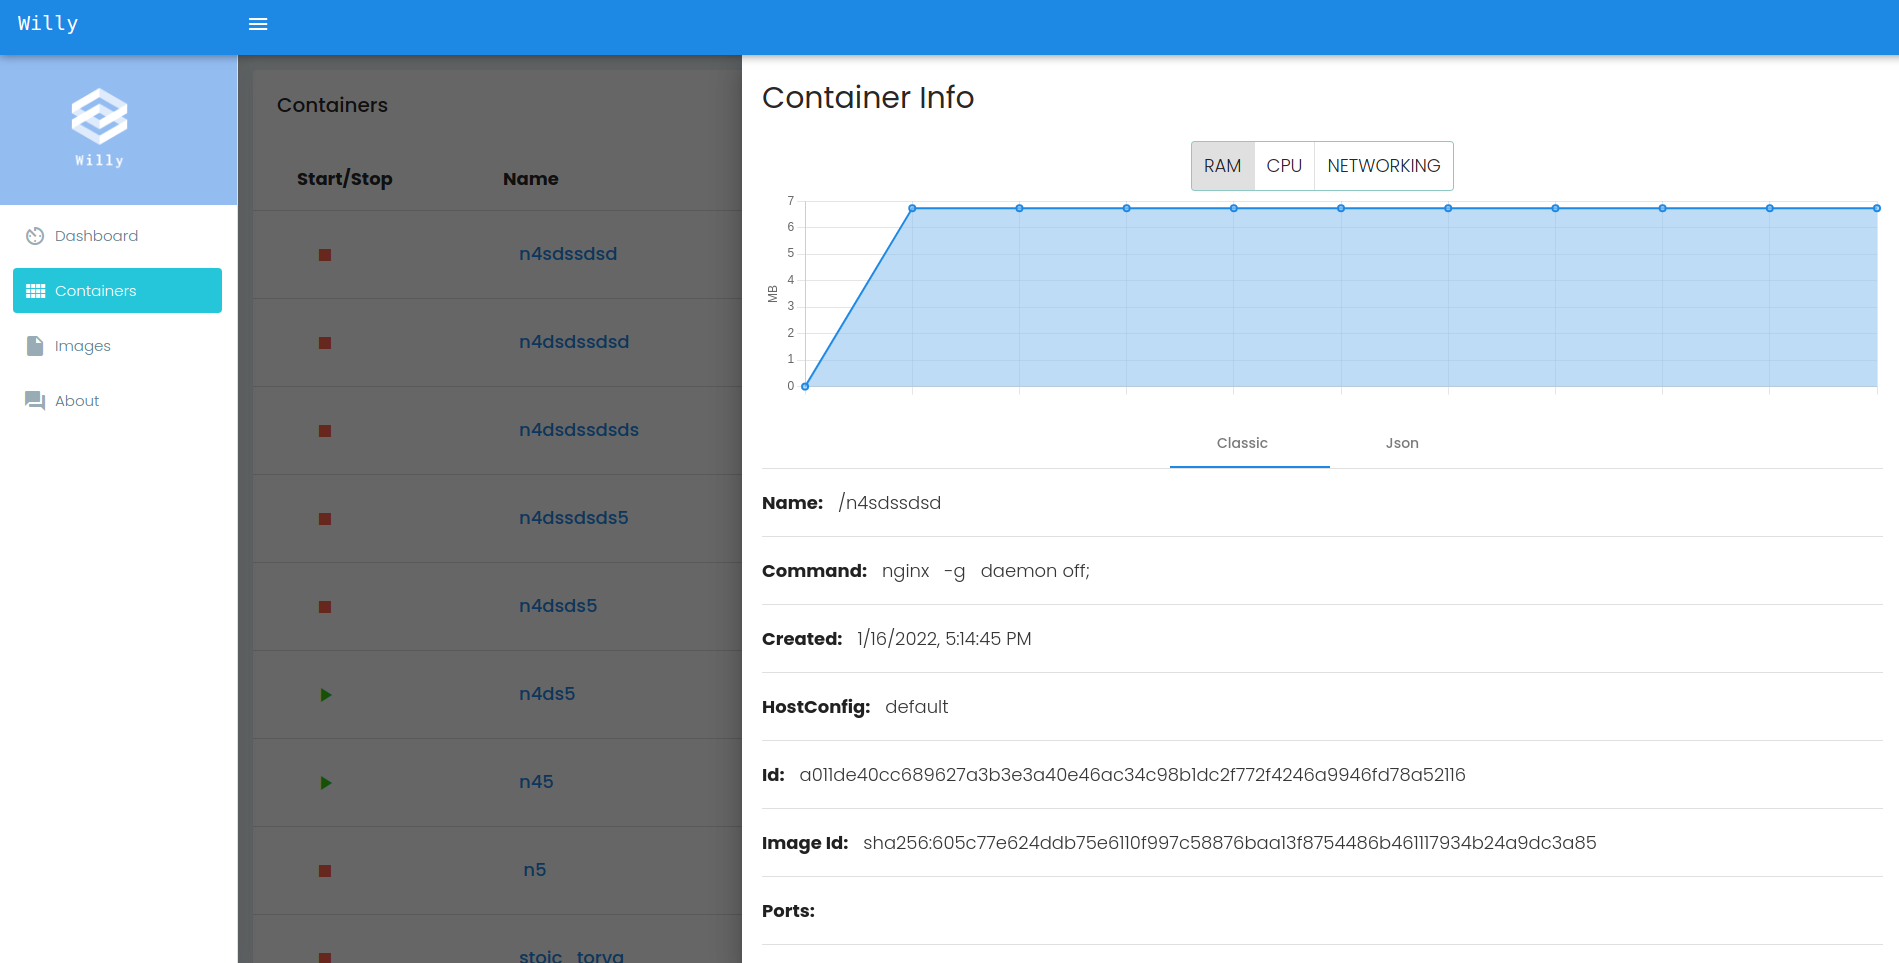 Willy
Willy
Dashboard
Containers
Images
About
Containers
Start/Stop Name
n4sdssdsd
n4dsdssdsd
n4dsdssdsds
n4dssdsds5
n4dsds5
n4ds5
n45
n5
stoic_torva
Container Info
RAM CPU NETWORKING
7
6
5
4
3
2
1
0
MB
Classic Json
Name: /n4sdssdsd
Command: nginx -g daemon off;
Created: 1/16/2022, 5:14:45 PM
HostConfig: default
Id: a011de40cc689627a3b3e3a40e46ac34c98b1dc2f772f4246a9946fd78a52116
Image Id: sha256:605c77e624ddb75e6110f997c58876baa13f8754486b461117934b24a9dc3a85
Ports: